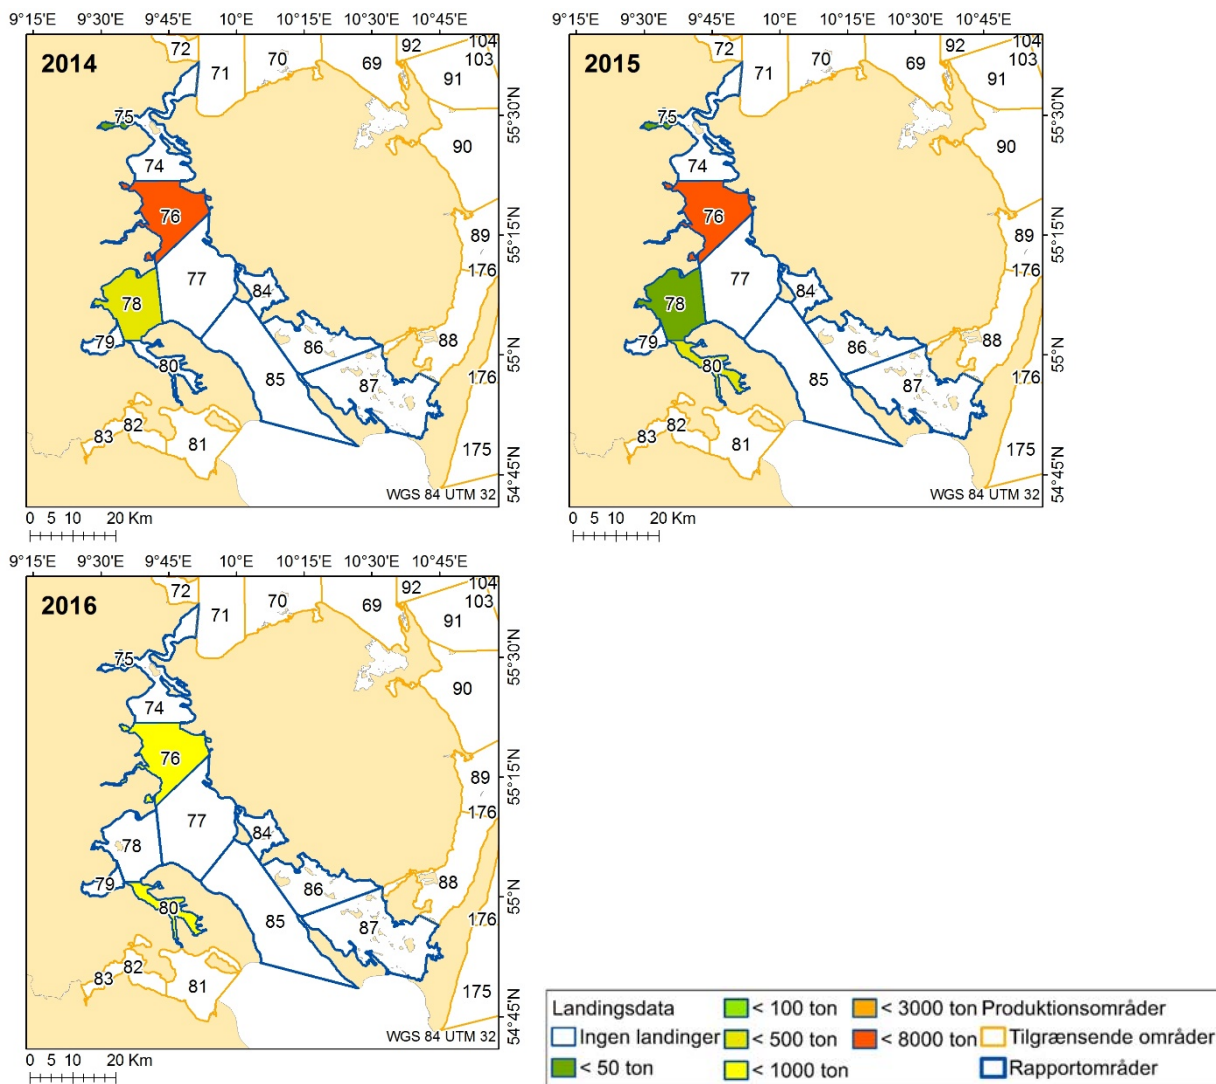 9°15'E 9°30'E 9°45'E 10°E 10°15'E 10°30'E 10°45'E
2014
72 71 70 69 92 104 103 91
75 74 90
76 89
77 176
78 84
79 80 86 88
85 87 176
83 82 81 175
55°30'N
55°15'N
55°N
54°45'N
WGS 84 UTM 32
0 5 10 20 Km
9°15'E 9°30'E 9°45'E 10°E 10°15'E 10°30'E 10°45'E
2015
72 71 70 69 92 104 103 91
75 74 90
76 89
77 176
78 84
79 80 86 88
85 87 176
83 82 81 175
55°30'N
55°15'N
55°N
54°45'N
WGS 84 UTM 32
0 5 10 20 Km
9°15'E 9°30'E 9°45'E 10°E 10°15'E 10°30'E 10°45'E
2016
72 71 70 69 92 104 103 91
75 74 90
76 89
77 176
78 84
79 80 86 88
85 87 176
83 82 81 175
55°30'N
55°15'N
55°N
54°45'N
WGS 84 UTM 32
0 5 10 20 Km
Landingsdata
Ingen landinger
< 50 ton
< 100 ton
< 500 ton
< 1000 ton
< 3000 ton
< 8000 ton
Produktionsområder
Tilgrænsende områder
Rapportområder